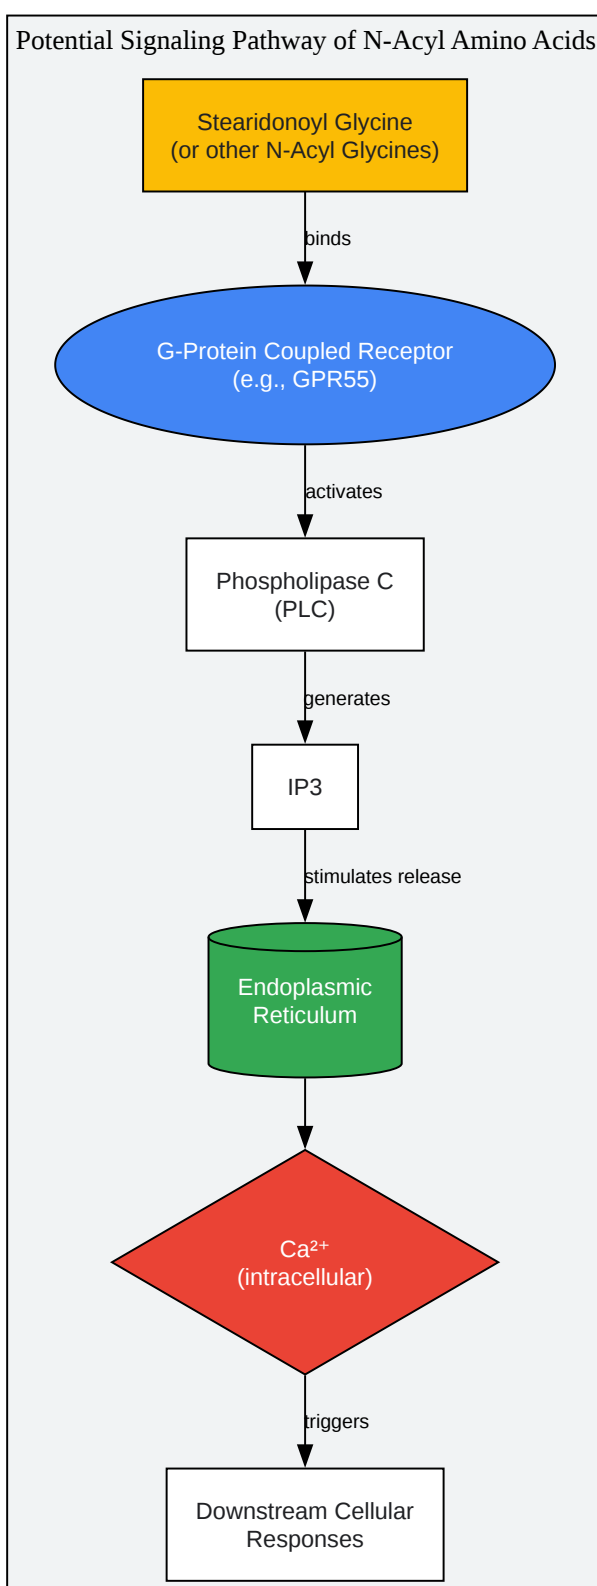 Potential Signaling Pathway of N-Acyl Amino Acids
Stearidonoyl Glycine
(or other N-Acyl Glycines)
binds
G-Protein Coupled Receptor
(e.g., GPR55)
activates
Phospholipase C
(PLC)
generates
IP3
stimulates release
Endoplasmic
Reticulum
Ca²⁺
(intracellular)
triggers
Downstream Cellular
Responses